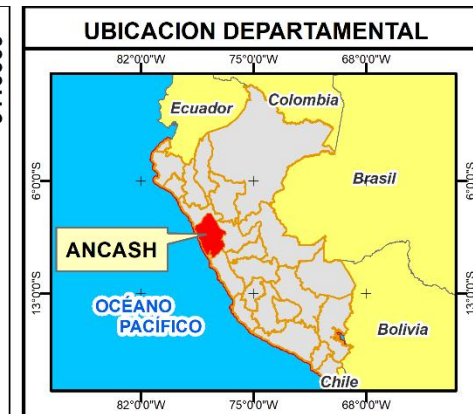 UBICACION DEPARTAMENTAL
82°0'0"W 75°0'0"W 68°0'0"W
Ecuador
Colombia
6°0'0"S
6°0'0"S
Brasil
ANCASH
13°0'0"S
13°0'0"S
OCÉANO
PACÍFICO
Bolivia
Chile
82°0'0"W 75°0'0"W 68°0'0"W